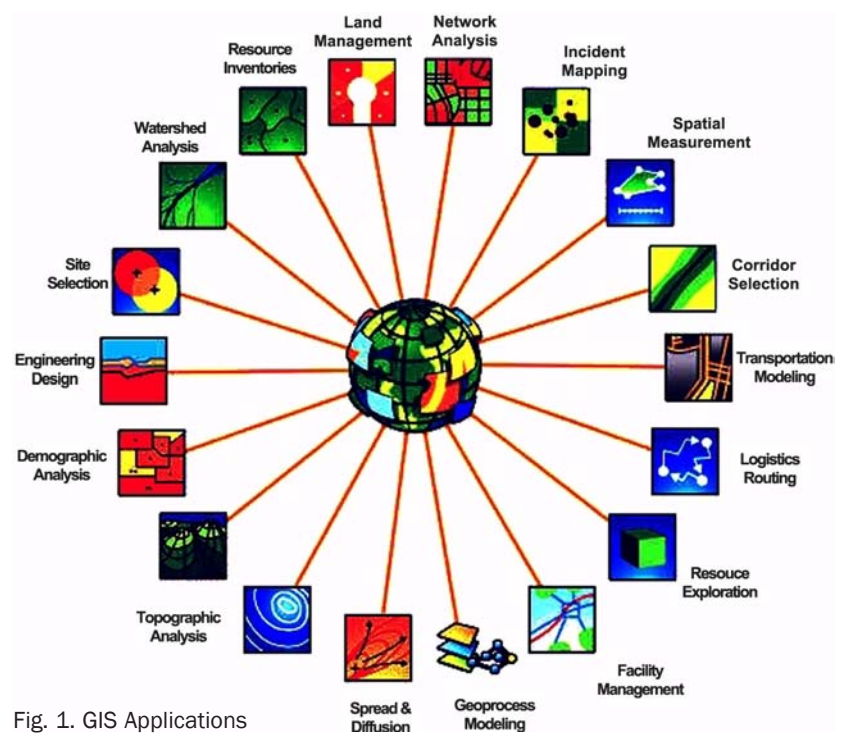 Land
Management
Network
Analysis
Incident
Mapping
Spatial
Measurement
Corridor
Selection
Transportation
Modeling
Logistics
Routing
Resouce
Exploration
Facility
Management
Geoprocess
Modeling
Spread &
Diffusion
Topographic
Analysis
Demographic
Analysis
Engineering
Design
Site
Selection
Watershed
Analysis
Resource
Inventories
Fig. 1. GIS Applications